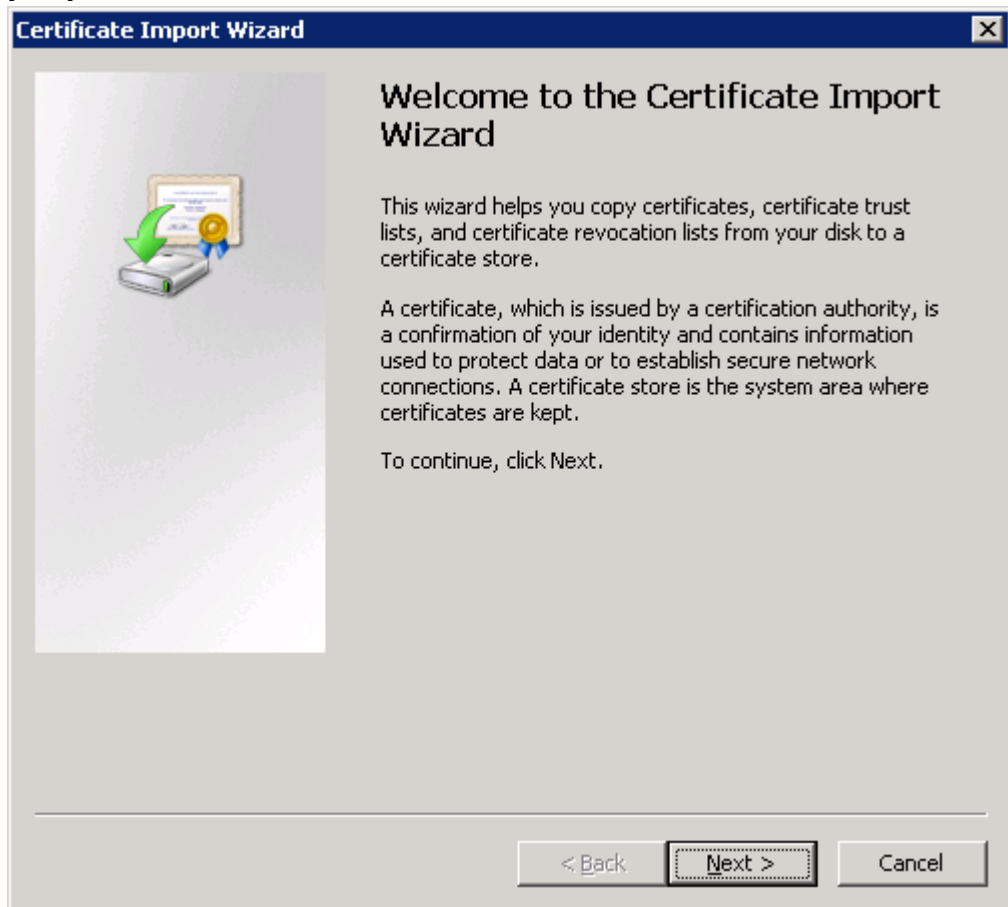 Certificate Import Wizard
Welcome to the Certificate Import
Wizard
This wizard helps you copy certificates, certificate trust
lists, and certificate revocation lists from your disk to a
certificate store.
A certificate, which is issued by a certification authority, is
a confirmation of your identity and contains information
used to protect data or to establish secure network
connections. A certificate store is the system area where
certificates are kept.
To continue, click Next.
< Back Next > Cancel